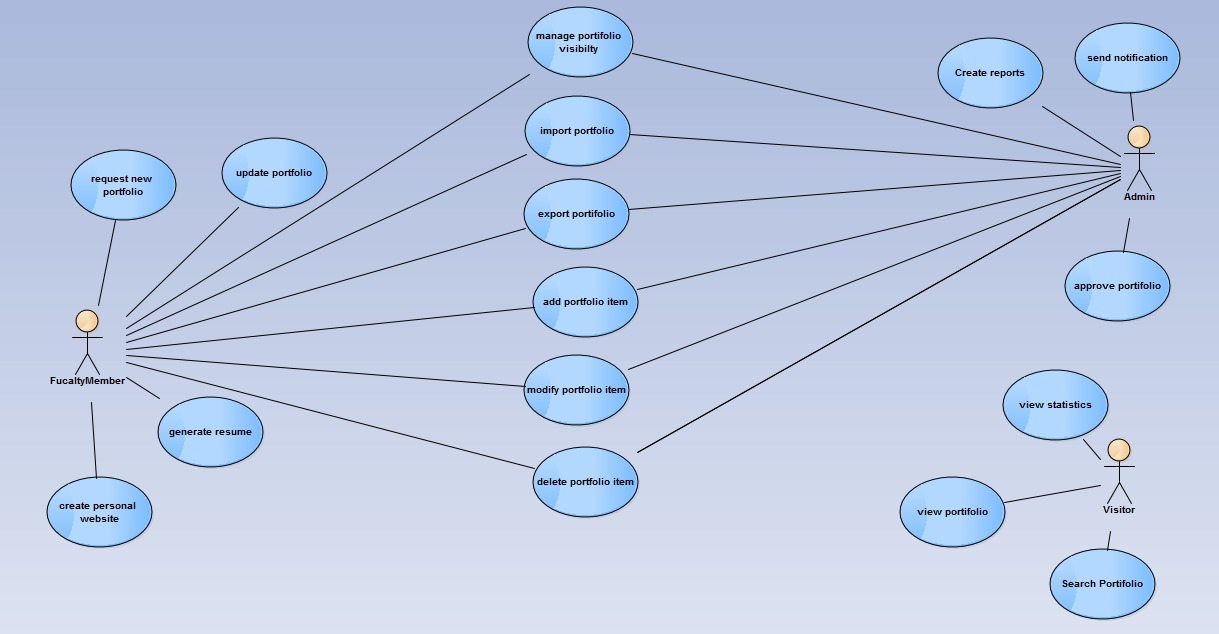 manage portifolio
visibilty
send notification
Create reports
import portfolio
request new
portfolio
update portfolio
export portfolio
Admin
approve portifolio
add portfolio item
FucaltyMember
modify portfolio item
view statistics
generate resume
delete portfolio item
create personal
website
view portifolio
Visitor
Search Portifolio